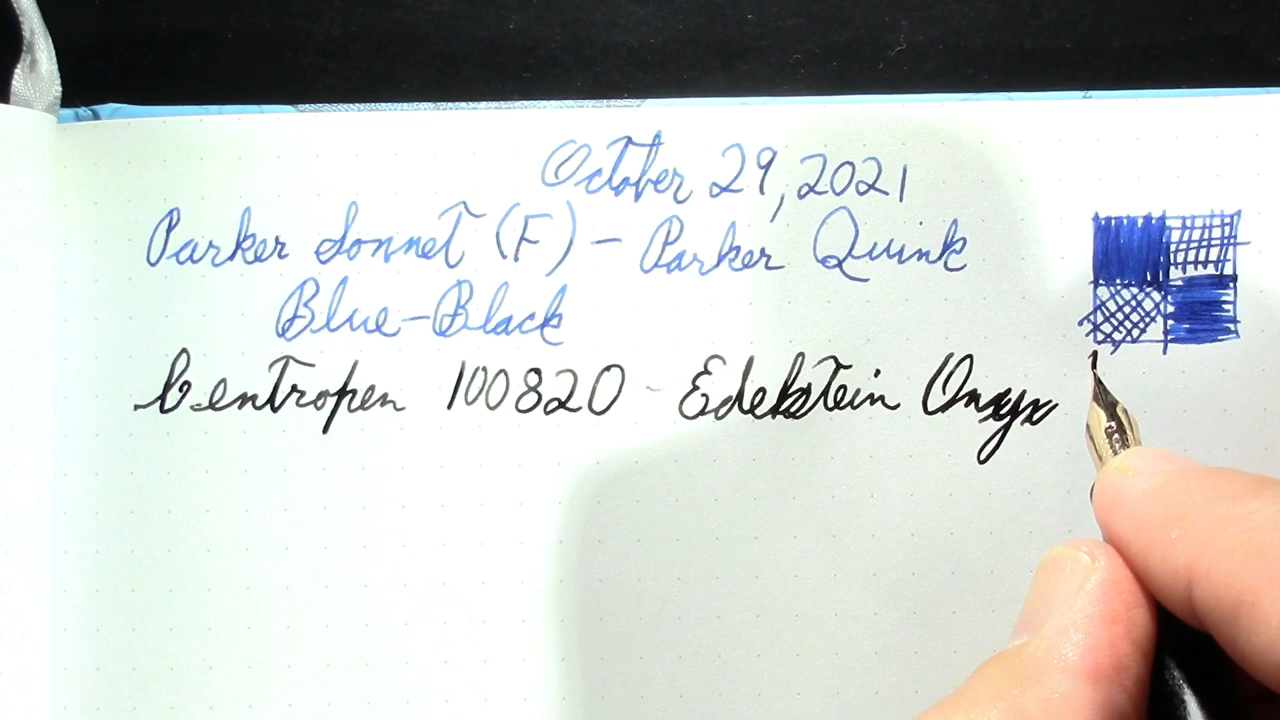 October 29, 2021
Parker Sonnet (F) - Parker Quink
Blue-Black
Centropen 100820 - Edelstein Onyx